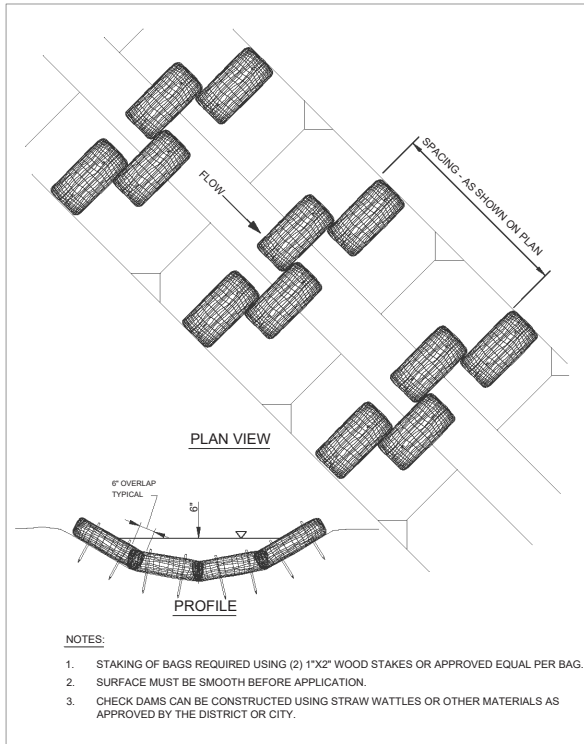 FLOW
SPACING - AS SHOWN ON PLAN
PLAN VIEW
6" OVERLAP
TYPICAL
6"
PROFILE
NOTES:
1. STAKING OF BAGS REQUIRED USING (2) 1"X2" WOOD STAKES OR APPROVED EQUAL PER BAG.
2. SURFACE MUST BE SMOOTH BEFORE APPLICATION.
3. CHECK DAMS CAN BE CONSTRUCTED USING STRAW WATTLES OR OTHER MATERIALS AS
APPROVED BY THE DISTRICT OR CITY.